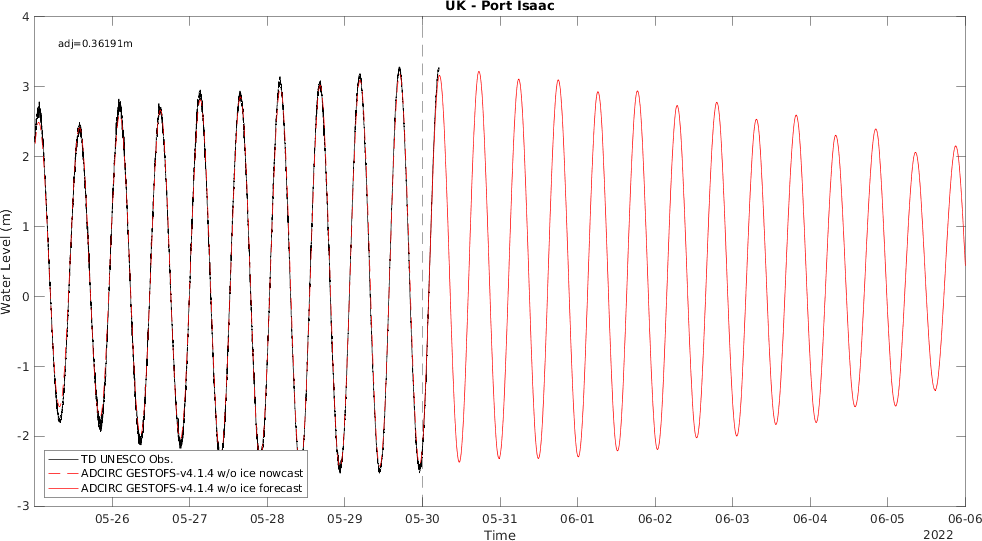 UK - Port Isaac
adj=0.36191m
4
3
2
1
0
-1
-2
-3
Water Level (m)
TD UNESCO Obs.
ADCIRC GESTOFS-v4.1.4 w/o ice nowcast
ADCIRC GESTOFS-v4.1.4 w/o ice forecast
05-26 05-27 05-28 05-29 05-30 05-31 06-01 06-02 06-03 06-04 06-05 06-06
Time
2022